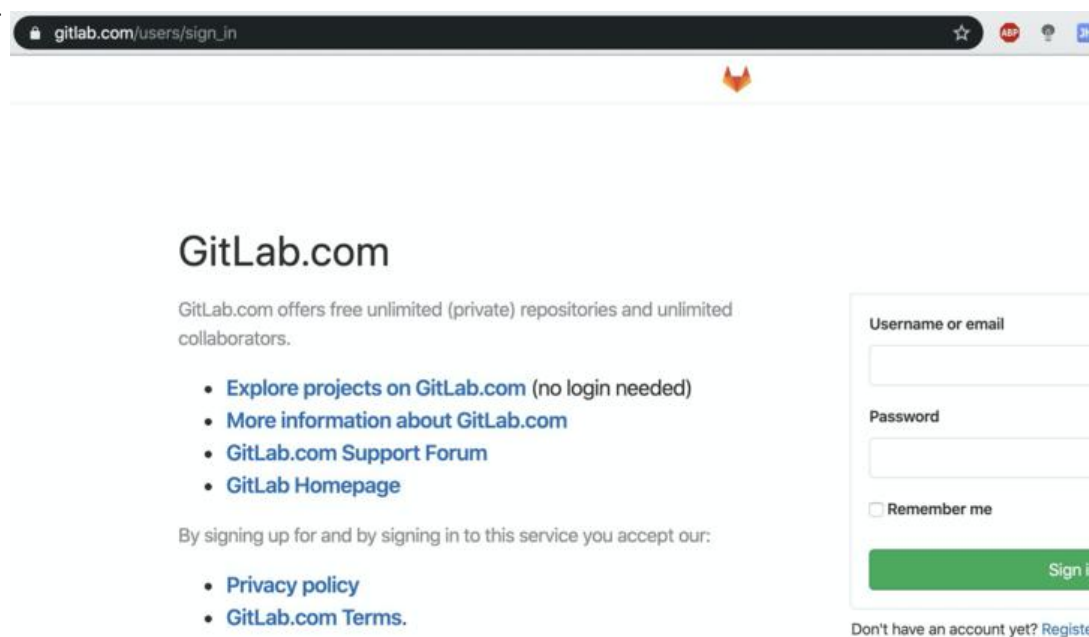 gitlab.com/users/sign_in
ABP
GitLab.com
GitLab.com offers free unlimited (private) repositories and unlimited
collaborators.
Explore projects on GitLab.com (no login needed)
More information about GitLab.com
GitLab.com Support Forum
GitLab Homepage
By signing up for and by signing in to this service you accept our:
Privacy policy
GitLab.com Terms.
Username or email
Password
Remember me
Sign
Don't have an account yet?